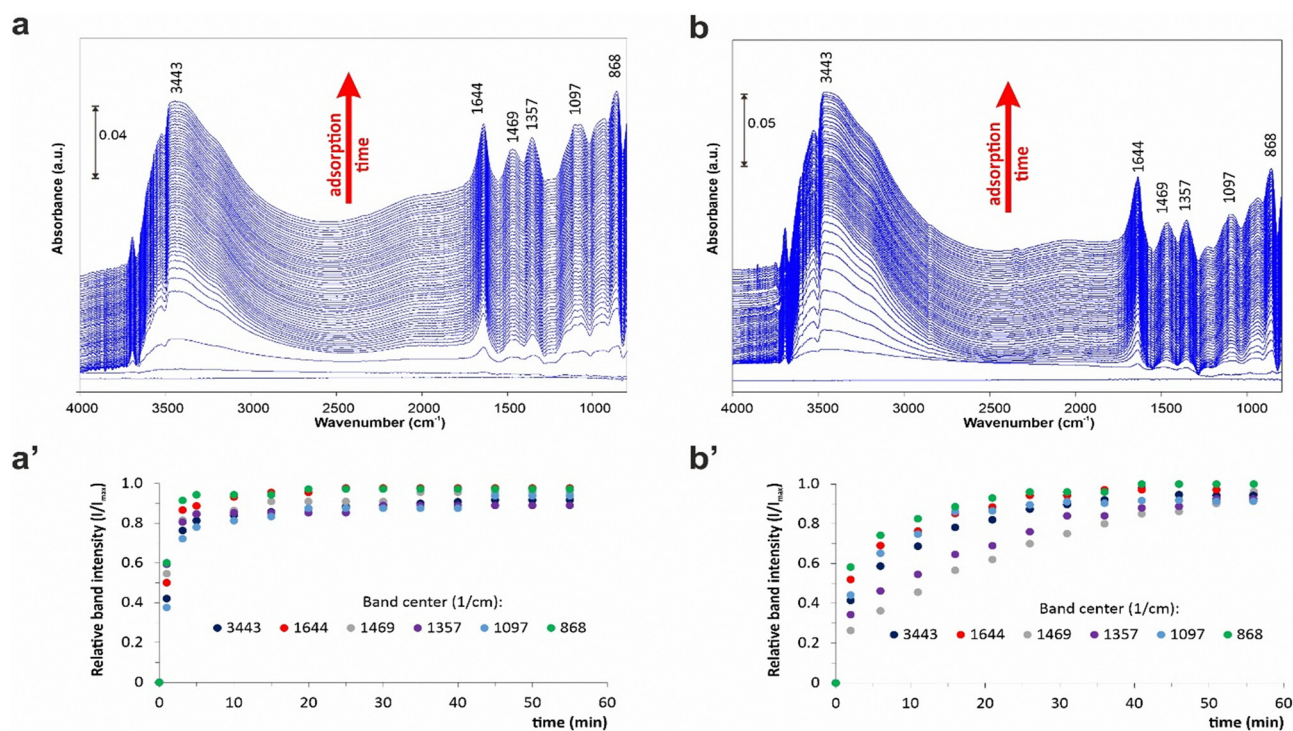 a
3443
1644
1469
1357
1097
868
0.04
adsorption
time
Absorbance (a.u.)
4000
3500
3000
2500
2000
1500
1000
Wavenumber (cm⁻¹)
b
3443
1644
1469
1357
1097
868
0.05
adsorption
time
Absorbance (a.u.)
4000
3500
3000
2500
2000
1500
1000
Wavenumber (cm⁻¹)
a’
Relative band intensity (I/Imax)
1.0
0.8
0.6
0.4
0.2
0
Band center (1/cm):
3443 1644 1469 1357 1097 868
0 10 20 30 40 50 60
time (min)
b’
Relative band intensity (I/Imax)
1.0
0.8
0.6
0.4
0.2
0
Band center (1/cm):
3443 1644 1469 1357 1097 868
0 10 20 30 40 50 60
time (min)